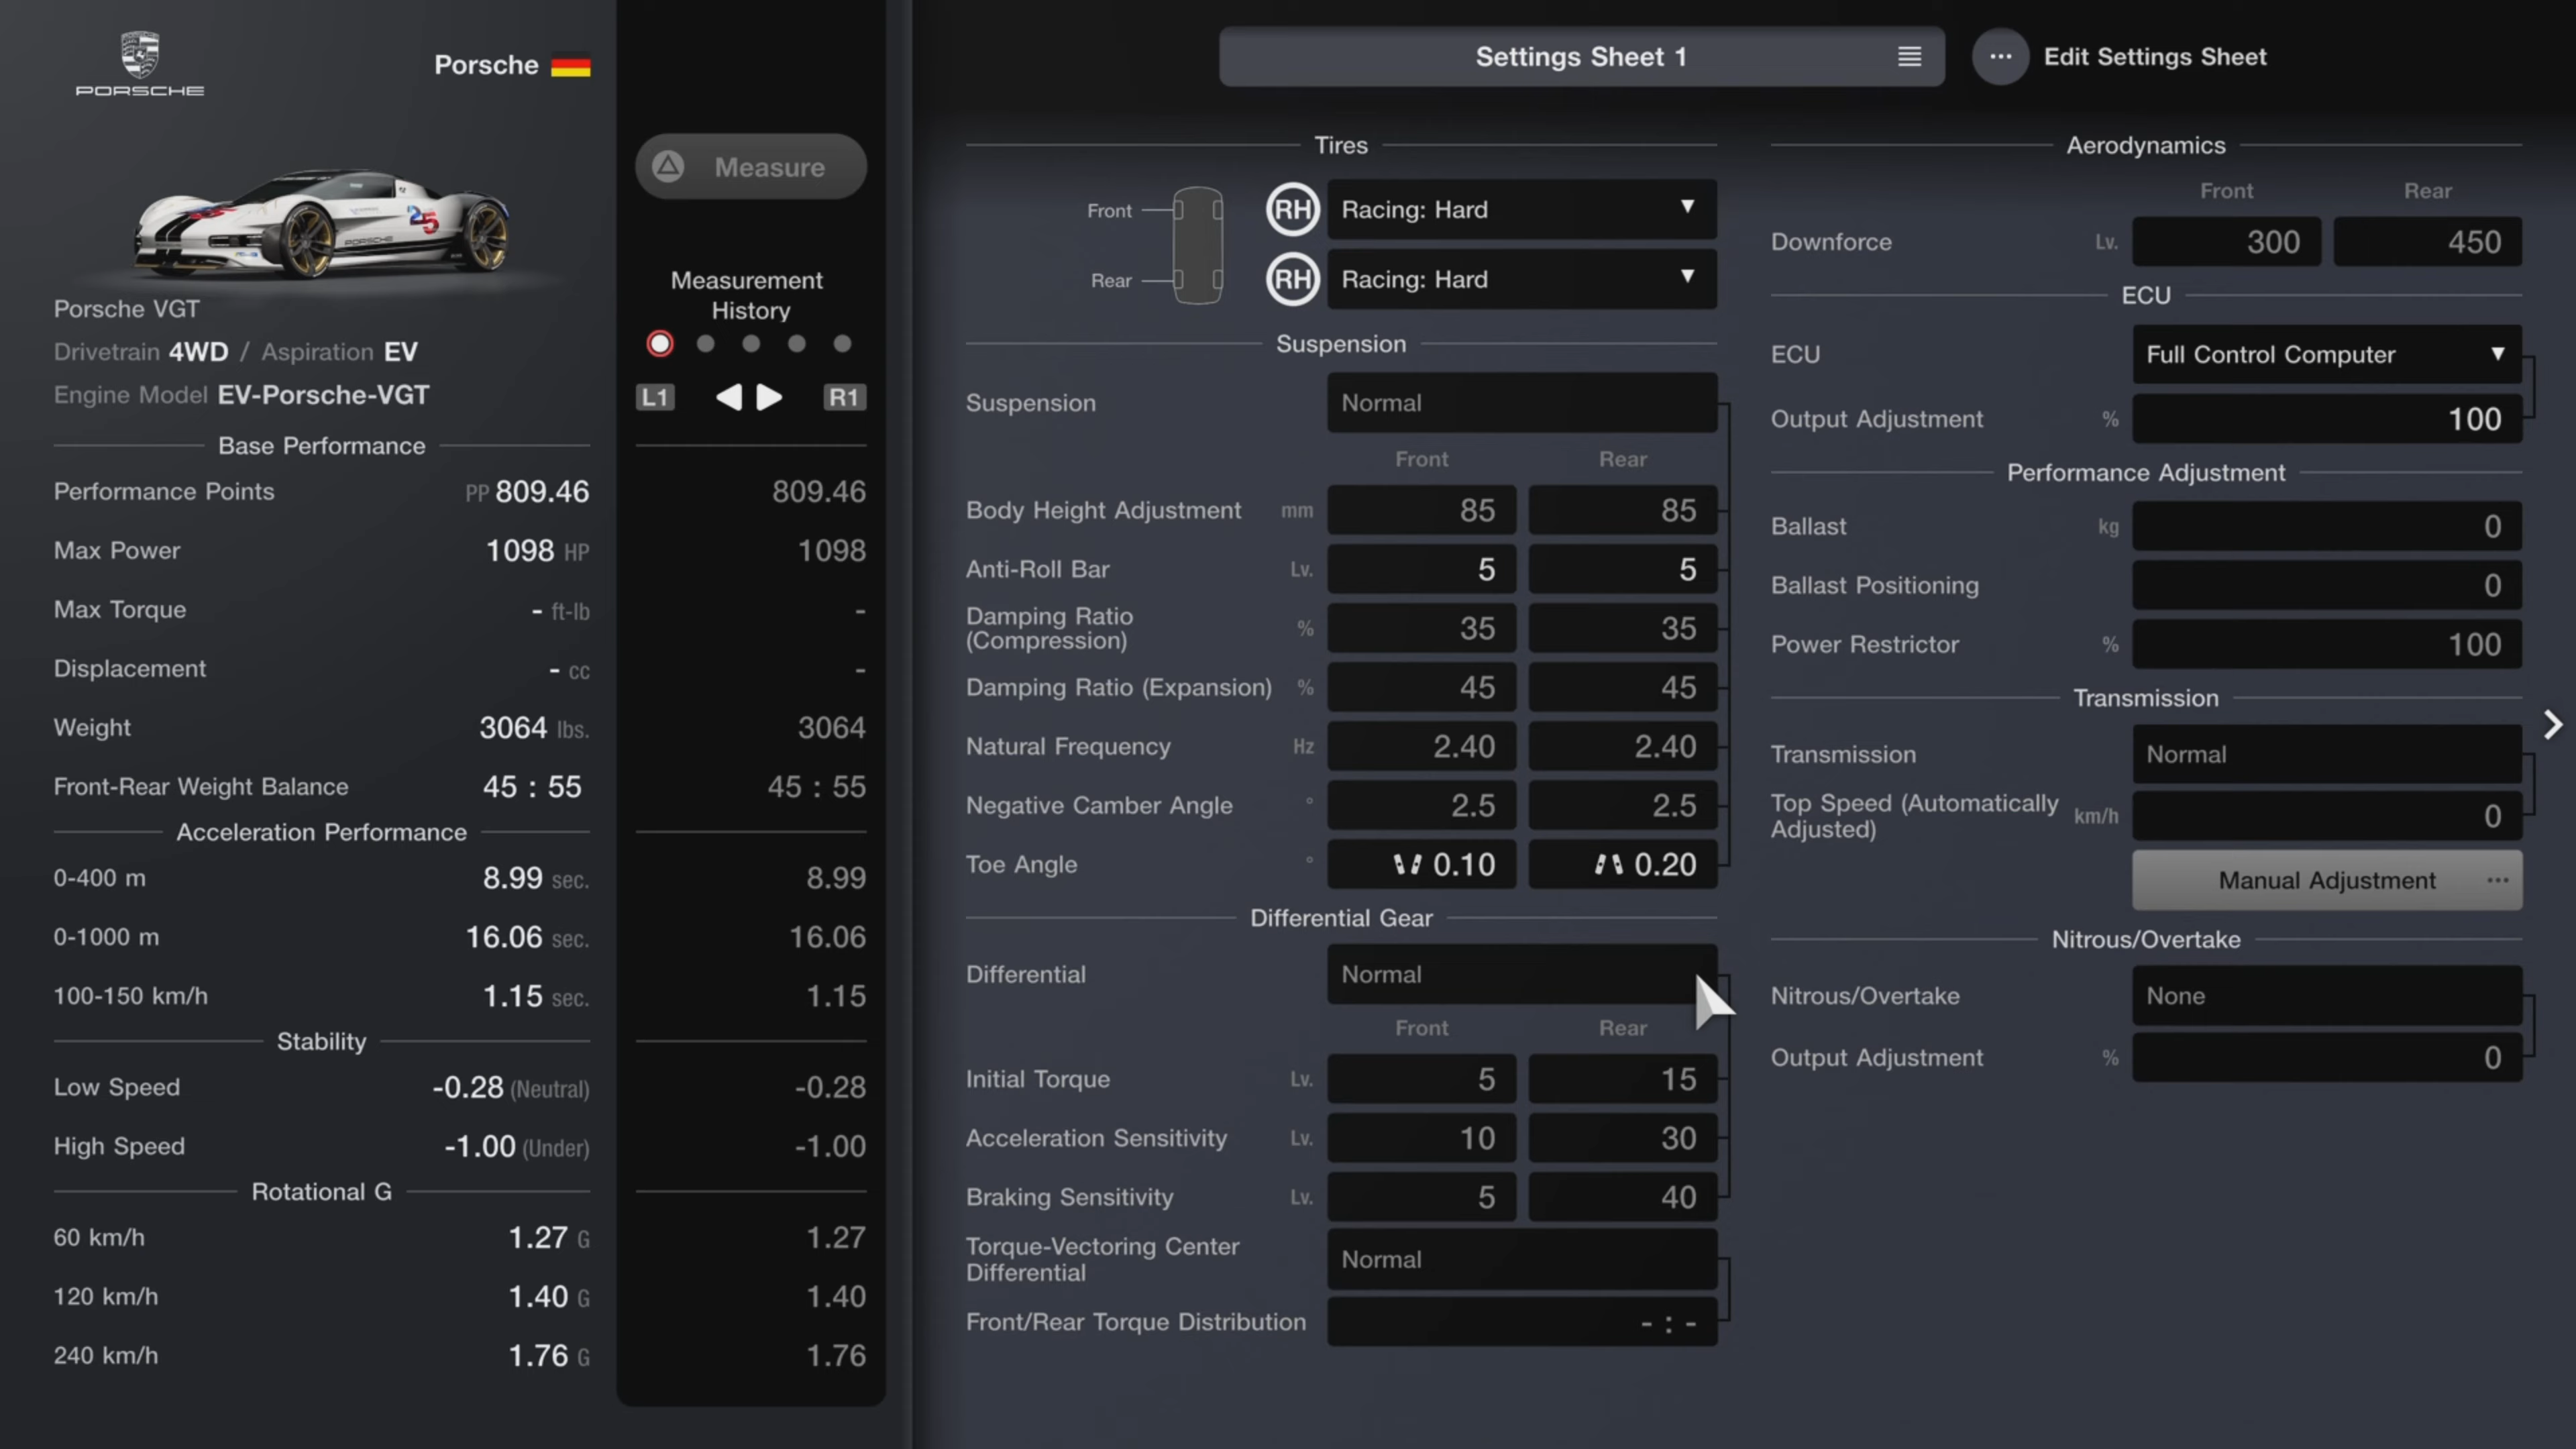 PORSCHE
Porsche
Porsche VGT
Drivetrain 4WD / Aspiration EV
Engine Model EV-Porsche-VGT
Base Performance
Performance Points PP 809.46
Max Power 1098 HP
Max Torque - ft-lb
Displacement - cc
Weight 3064 lbs.
Front-Rear Weight Balance 45 : 55
Acceleration Performance
0-400 m 8.99 sec.
0-1000 m 16.06 sec.
100-150 km/h 1.15 sec.
Stability
Low Speed -0.28 (Neutral)
High Speed -1.00 (Under)
Rotational G
60 km/h 1.27 G
120 km/h 1.40 G
240 km/h 1.76 G
Measure
Measurement
History
L1 R1
809.46
1098
-
-
3064
45 : 55
8.99
16.06
1.15
-0.28
-1.00
1.27
1.40
1.76
Settings Sheet 1
Edit Settings Sheet
Tires
Front RH Racing: Hard
Rear RH Racing: Hard
Suspension
Suspension Normal
Front Rear
Body Height Adjustment mm 85 85
Anti-Roll Bar Lv. 5 5
Damping Ratio
(Compression) % 35 35
Damping Ratio (Expansion) % 45 45
Natural Frequency Hz 2.40 2.40
Negative Camber Angle ° 2.5 2.5
Toe Angle ° 0.10 0.20
Differential Gear
Differential Normal
Front Rear
Initial Torque Lv. 5 15
Acceleration Sensitivity Lv. 10 30
Braking Sensitivity Lv. 5 40
Torque-Vectoring Center
Differential Normal
Front/Rear Torque Distribution - : -
Aerodynamics
Front Rear
Downforce Lv. 300 450
ECU
ECU Full Control Computer
Output Adjustment % 100
Performance Adjustment
Ballast kg 0
Ballast Positioning 0
Power Restrictor % 100
Transmission
Transmission Normal
Top Speed (Automatically
Adjusted) km/h 0
Manual Adjustment ...
Nitrous/Overtake
Nitrous/Overtake None
Output Adjustment % 0
25
PORSCHE